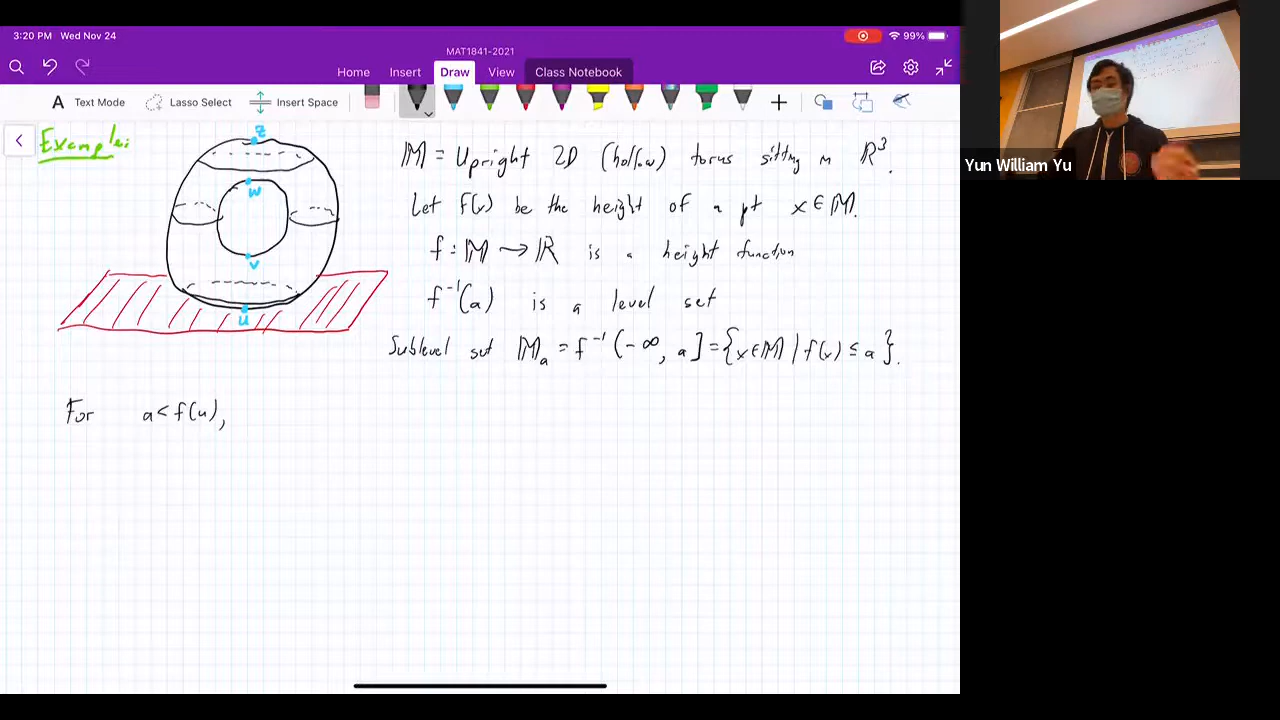 3:20 PM Wed Nov 24
99%
MAT1841-2021
Home Insert Draw View Class Notebook
A Text Mode Lasso Select Insert Space
Example:
z
w
v
u
𝕄 = Upright 2D (hollow) torus sitting in ℝ³.
Let f(x) be the height of a pt x ∈ 𝕄.
f : 𝕄 → ℝ is a height function
f⁻¹(a) is a level set
Sublevel set 𝕄ₐ = f⁻¹(-∞, a] = {x∈𝕄 | f(x) ≤ a}.
For a < f(u),
Yun William Yu